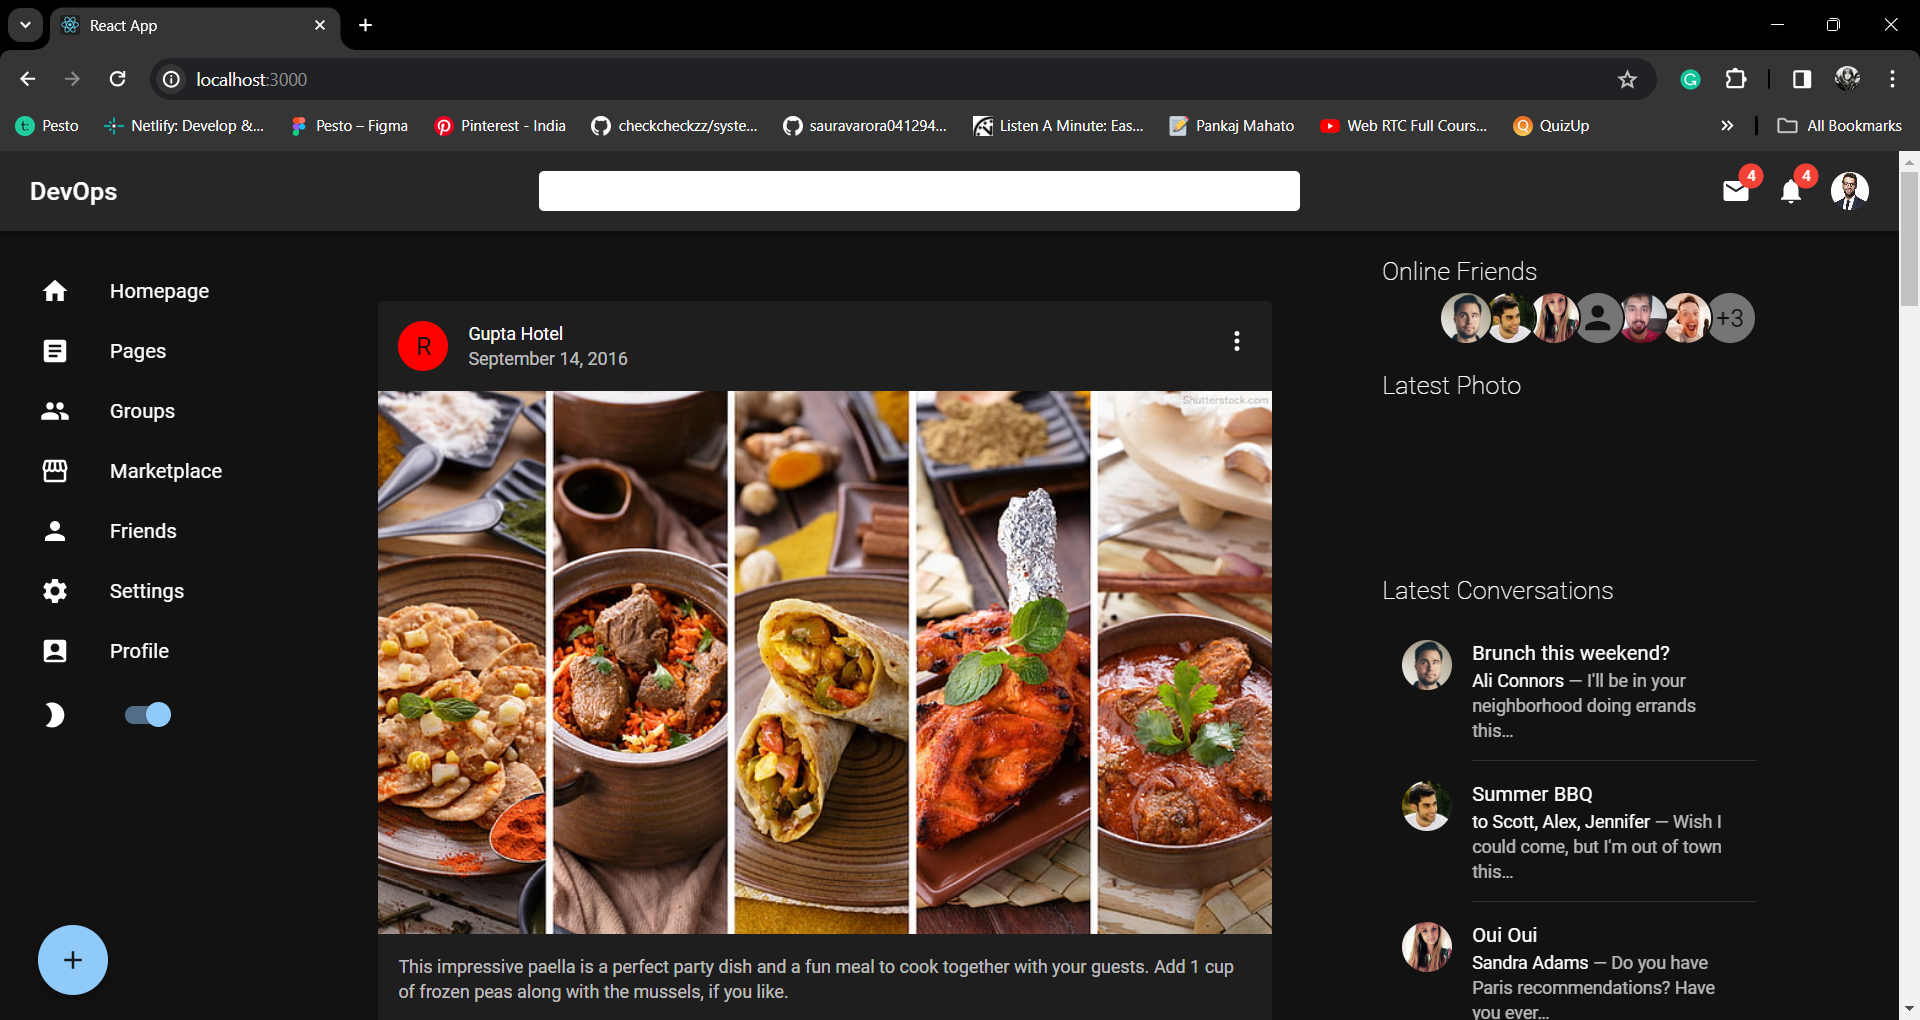 React App
localhost:3000
Pesto
Netlify: Develop &...
Pesto – Figma
Pinterest - India
checkcheckzz/syste...
sauravarora041294...
Listen A Minute: Eas...
Pankaj Mahato
Web RTC Full Cours...
QuizUp
»
All Bookmarks
DevOps
4
4
Homepage
Pages
Groups
Marketplace
Friends
Settings
Profile
+
R
Gupta Hotel
September 14, 2016
Shutterstock.com
This impressive paella is a perfect party dish and a fun meal to cook together with your guests. Add 1 cup
of frozen peas along with the mussels, if you like.
Online Friends
+3
Latest Photo
Latest Conversations
Brunch this weekend?
Ali Connors — I'll be in your
neighborhood doing errands
this...
Summer BBQ
to Scott, Alex, Jennifer — Wish I
could come, but I'm out of town
this...
Oui Oui
Sandra Adams — Do you have
Paris recommendations? Have
you ever...